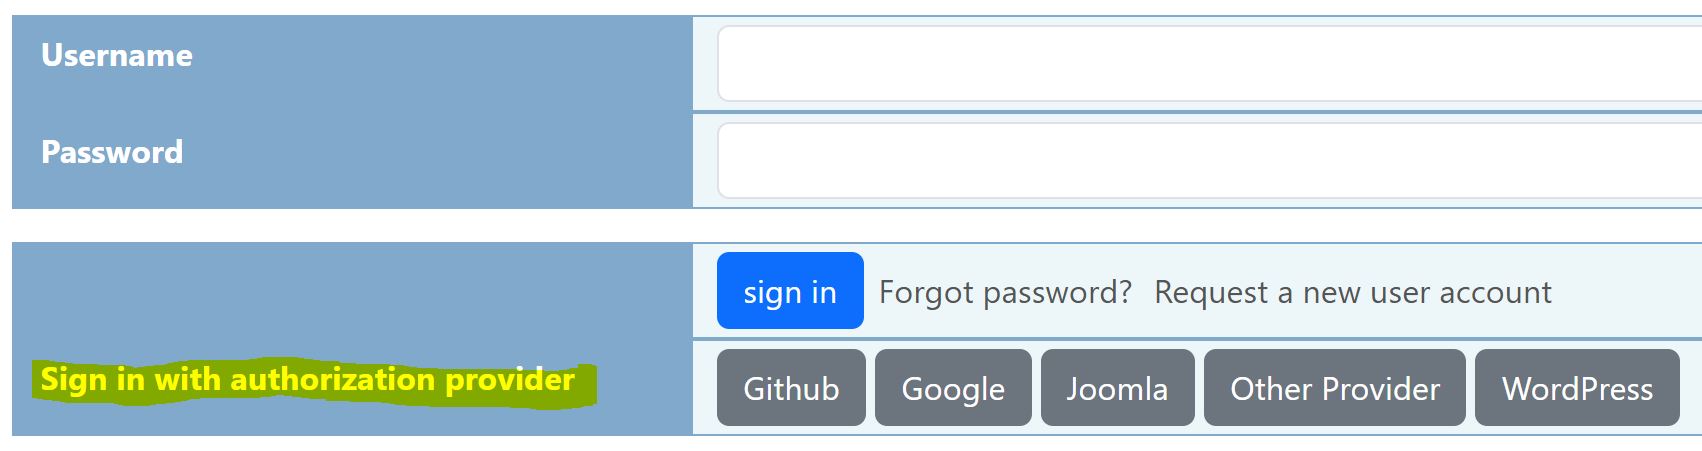 Username
Password
sign in Forgot password? Request a new user account
Sign in with authorization provider Github Google Joomla Other Provider WordPress